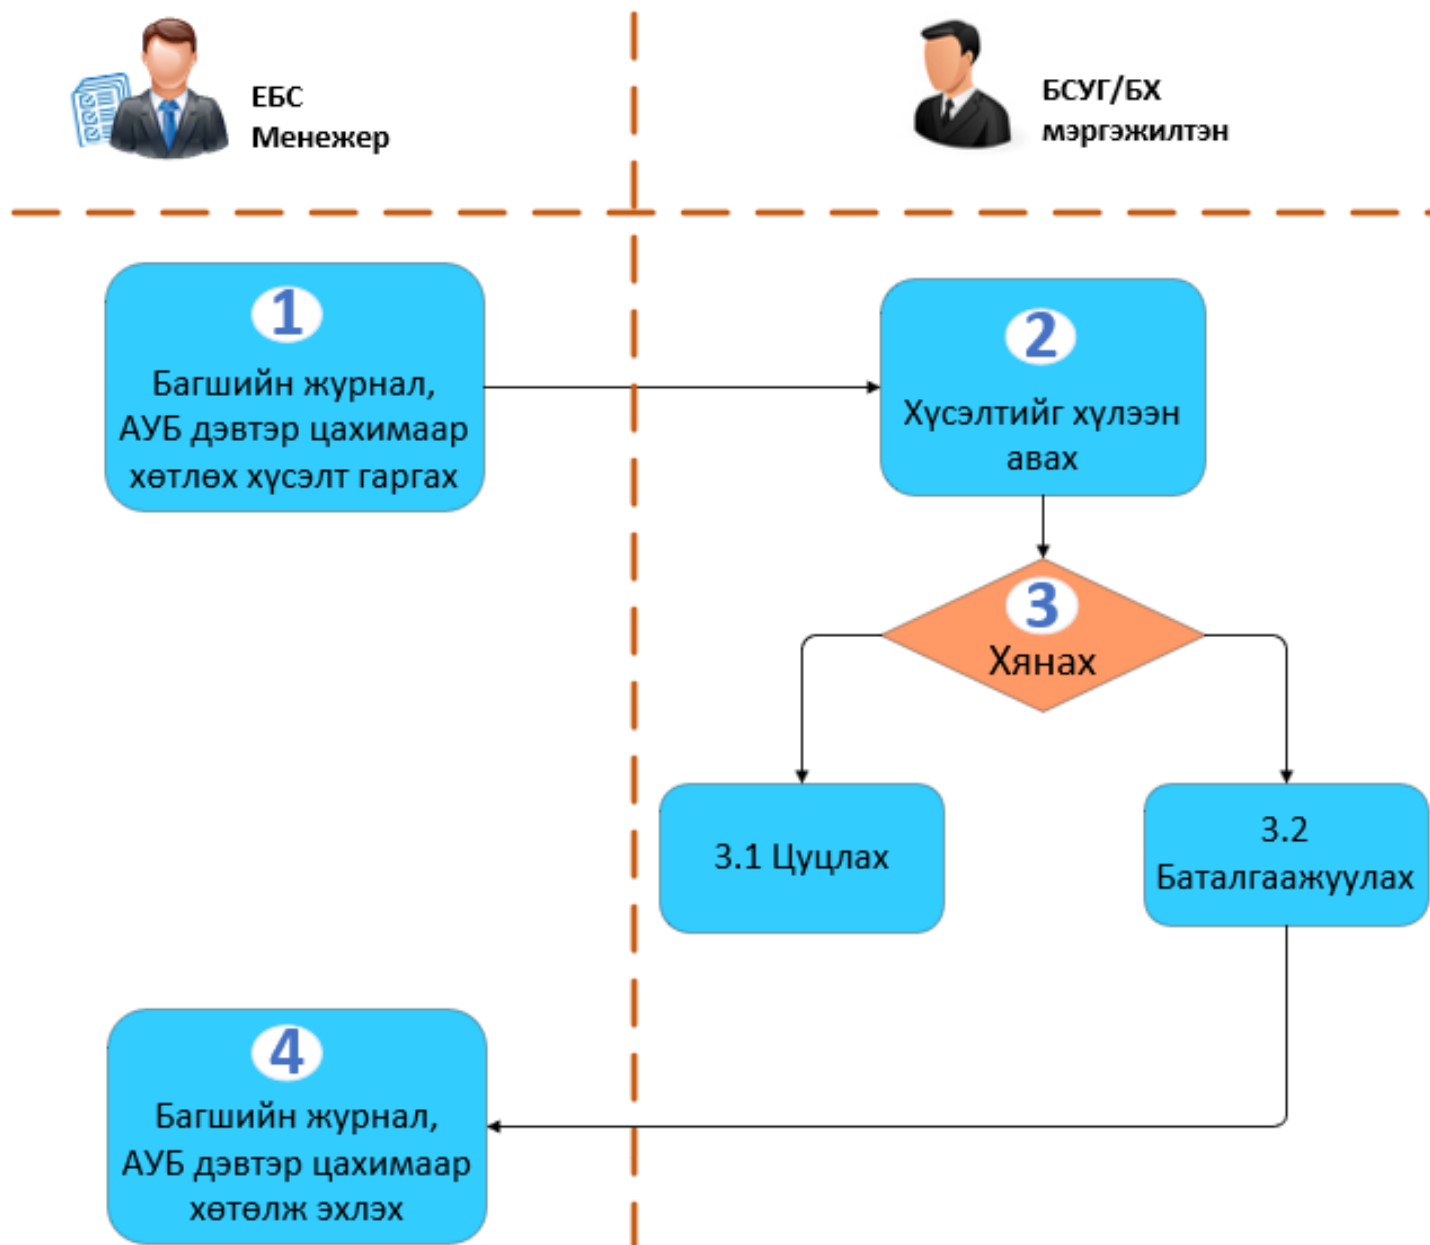 ЕБС
Менежер
БСУГ/БХ
мэргэжилтэн
1
Багшийн журнал,
АУБ дэвтэр цахимаар
хөтлөх хүсэлт гаргах
2
Хүсэлтийг хүлээн
авах
3
Хянах
3.1 Цуцлах
3.2
Баталгаажуулах
4
Багшийн журнал,
АУБ дэвтэр цахимаар
хөтөлж эхлэх